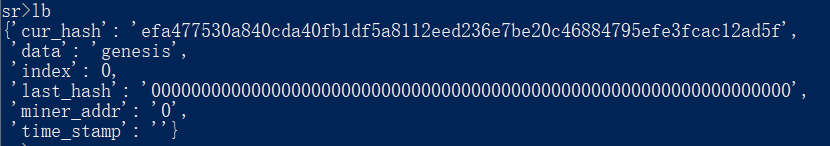 sr>lb
{'cur_hash': 'efa477530a840cda40fb1df5a8112eed236e7be20c46884795efe3fcac12ad5f',
 'data': 'genesis',
 'index': 0,
 'last_hash': '0000000000000000000000000000000000000000000000000000000000000000',
 'miner_addr': '0',
 'time_stamp': ''}